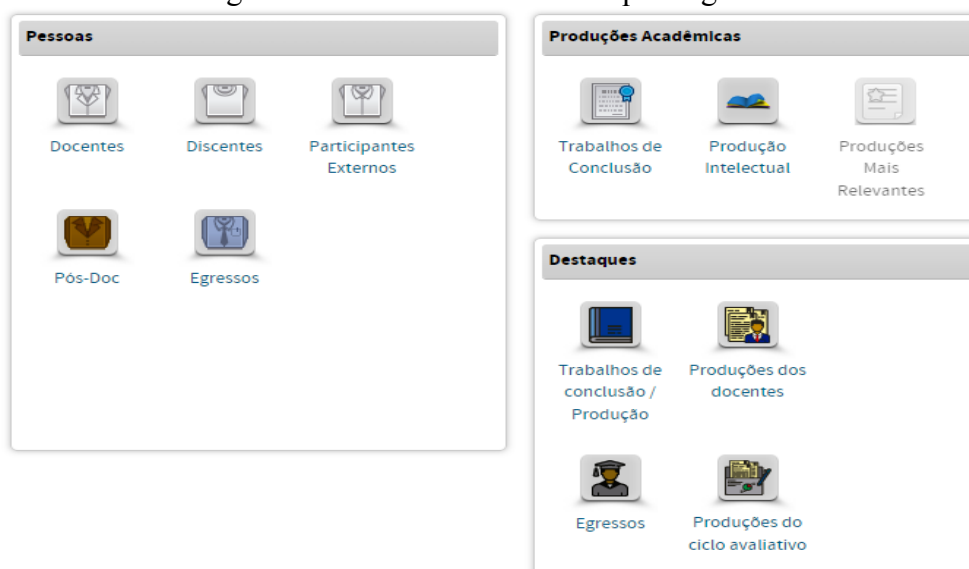 Pessoas
Docentes
Discentes
Participantes
Externos
Pós-Doc
Egressos
Produções Acadêmicas
Trabalhos de
Conclusão
Produção
Intelectual
Produções
Mais
Relevantes
Destaques
Trabalhos de
conclusão /
Produção
Produções dos
docentes
Egressos
Produções do
ciclo avaliativo